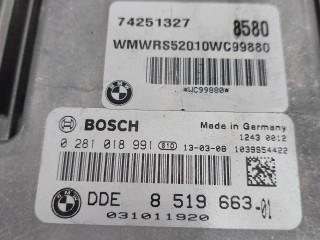 74251327 8580
WMWRS52010WC99880
*WC99880*
BOSCH Made in Germany
1243 0012
0 281 018 991 B10 13-03-08 1039S54422
DDE 8 519 663-01
031011920